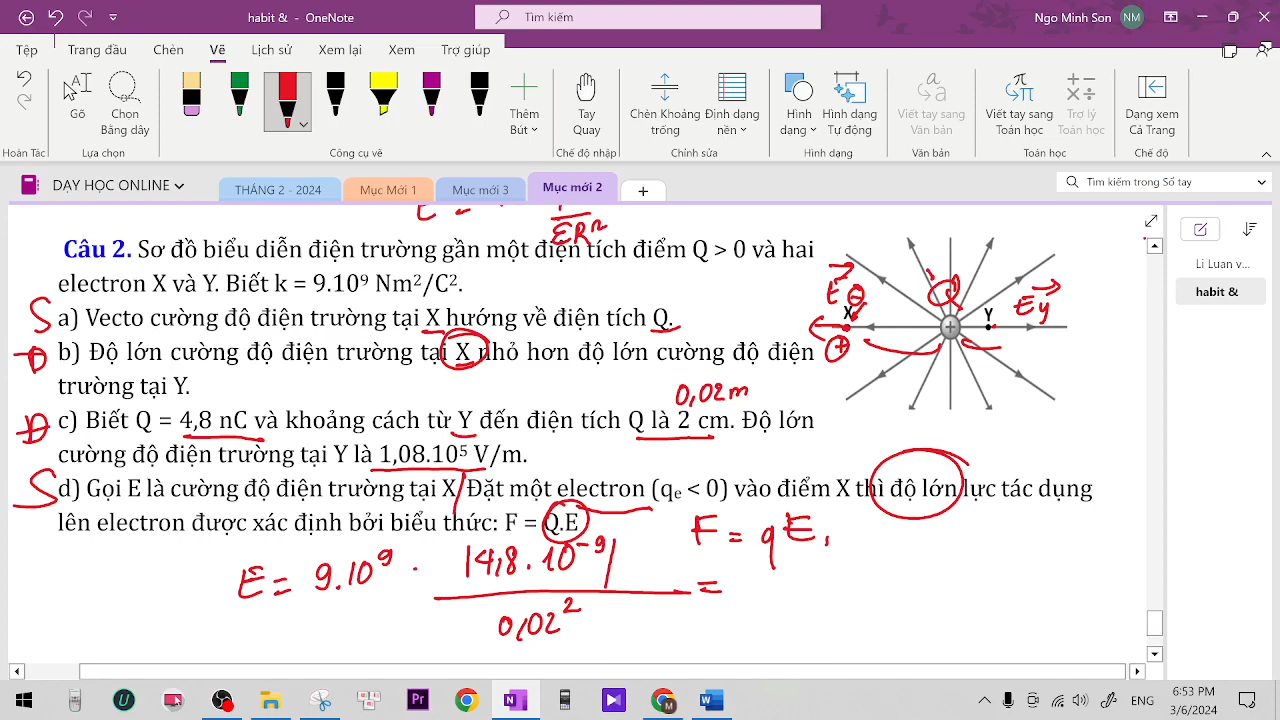 habit & - OneNote
Tìm kiếm
Ngo Minh Son NM
Tệp Trang đầu Chèn Vẽ Lịch sử Xem lại Xem Trợ giúp
Gõ Chọn Bằng dây Thêm Bút Tay Quay Chèn Khoảng trống Định dạng nền Hình dạng Hình dạng Tự động Viết tay sang Văn bản Viết tay sang Toán học Trợ lý Toán học Dạng xem Cả Trang
Hoàn Tác Lựa chọn Công cụ vẽ Chế độ nhập Chỉnh sửa Hình dạng Văn bản Toán học Chế độ
DẠY HỌC ONLINE THÁNG 2 - 2024 Mục Mới 1 Mục mới 3 Mục mới 2 + Tìm kiếm trong Sổ tay
εR²
Câu 2. Sơ đồ biểu diễn điện trường gần một điện tích điểm Q > 0 và hai
electron X và Y. Biết k = 9.10⁹ Nm²/C².
S a) Vecto cường độ điện trường tại X hướng về điện tích Q.
Đ b) Độ lớn cường độ điện trường tại X nhỏ hơn độ lớn cường độ điện
trường tại Y.
0,02m
Đ c) Biết Q = 4,8 nC và khoảng cách từ Y đến điện tích Q là 2 cm. Độ lớn
cường độ điện trường tại Y là 1,08.10⁵ V/m.
S d) Gọi E là cường độ điện trường tại X. Đặt một electron (qₑ < 0) vào điểm X thì độ lớn lực tác dụng
lên electron được xác định bởi biểu thức: F = Q.E
F = qE.
E = 9.10⁹ . |4,8.10⁻⁹| =
0,02²
E
Q
Ey
X
+
Y
+
Li Luan v...
habit &
Pr
N
M
W
ENG
6:53 PM
3/6/2024